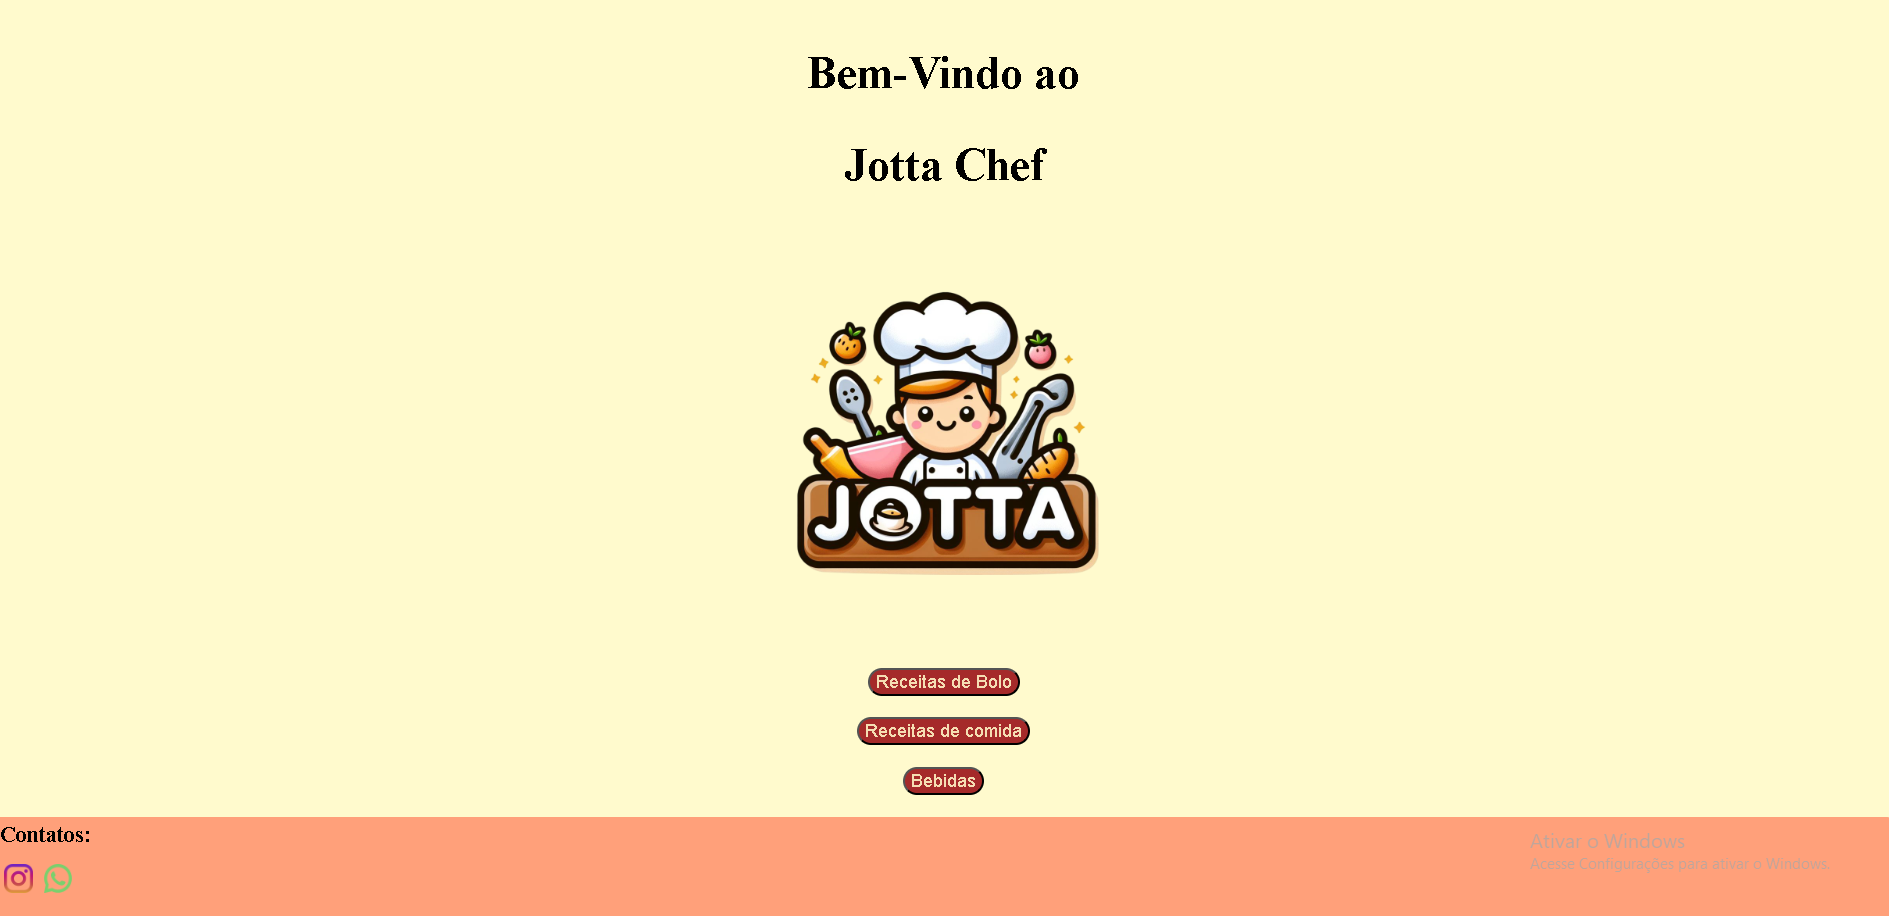 Bem-Vindo ao
Jotta Chef
JOTTA
Receitas de Bolo
Receitas de comida
Bebidas
Contatos:
Ativar o Windows
Acesse Configurações para ativar o Windows.